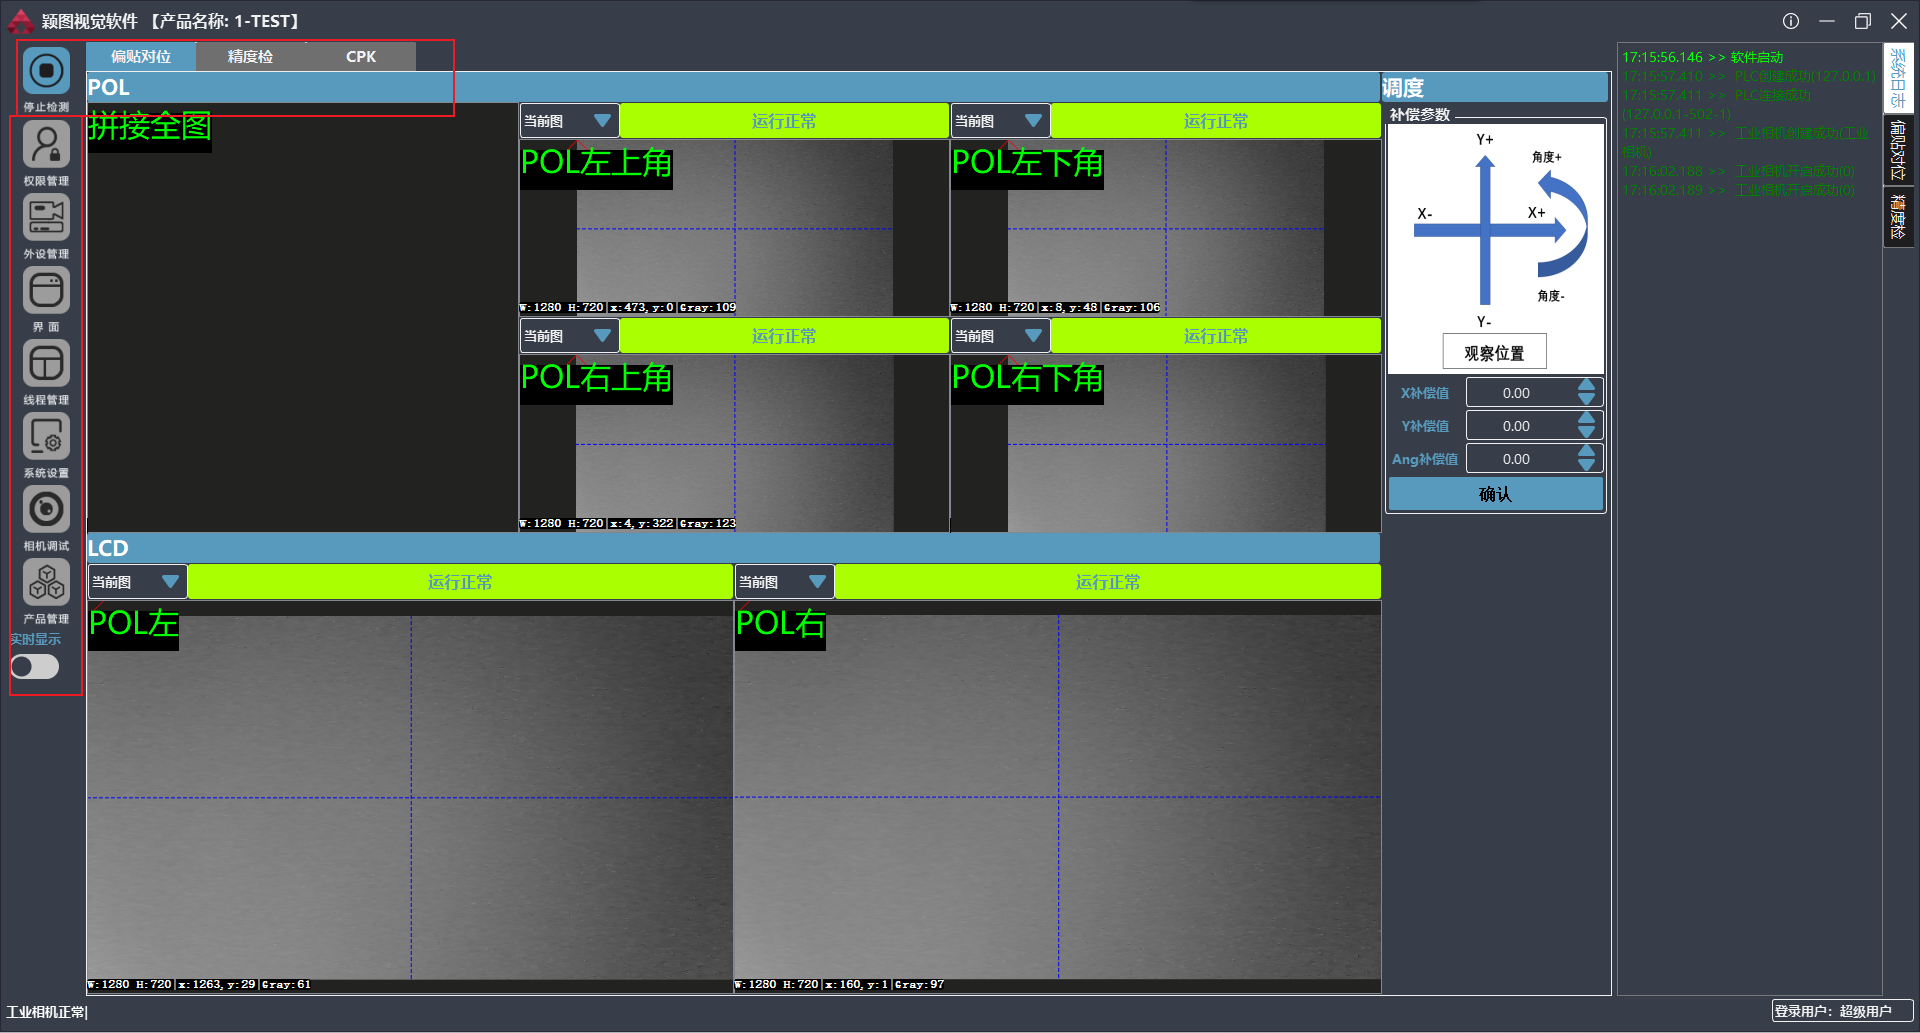 颖图视觉软件 【产品名称: 1-TEST】
停止检测
权限管理
外设管理
界 面
线程管理
系统设置
相机调试
产品管理
实时显示
偏贴对位 精度检 CPK
POL
拼接全图
当前图 运行正常
POL左上角
W:1280 H:720|x:473,y:0|Gray:109
当前图 运行正常
POL左下角
W:1280 H:720|x:8,y:48|Gray:106
当前图 运行正常
POL右上角
W:1280 H:720|x:4,y:322|Gray:123
当前图 运行正常
POL右下角
LCD
当前图 运行正常
POL左
W:1280 H:720|x:1263,y:29|Gray:61
当前图 运行正常
POL右
W:1280 H:720|x:160,y:1|Gray:97
调度
补偿参数
Y+
角度+
X-
X+
角度-
Y-
观察位置
X补偿值 0.00
Y补偿值 0.00
Ang补偿值 0.00
确认
17:15:56.146 >> 软件启动
17:15:57.410 >> PLC创建成功(127.0.0.1)
17:15:57.411 >> PLC连接成功
(127.0.0.1-502-1)
17:15:57.411 >> 工业相机创建成功(工业
相机)
17:16:02.188 >> 工业相机开启成功(0)
17:16:02.189 >> 工业相机开启成功(0)
系统日志
偏贴对位
精度检
工业相机正常|
登录用户: 超级用户